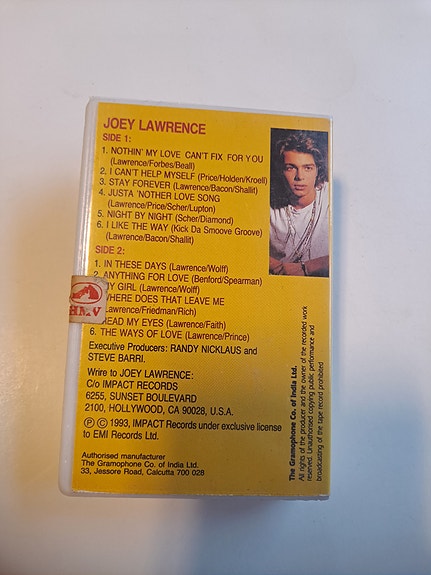 JOEY LAWRENCE
SIDE 1:
1. NOTHIN' MY LOVE CAN'T FIX FOR YOU
(Lawrence/Forbes/Beall)
2. I CAN'T HELP MYSELF (Price/Holden/Kroell)
3. STAY FOREVER (Lawrence/Bacon/Shallit)
4. JUSTA 'NOTHER LOVE SONG
(Lawrence/Price/Scher/Lupton)
5. NIGHT BY NIGHT (Scher/Diamond)
6. I LIKE THE WAY (Kick Da Smoove Groove)
(Lawrence/Bacon/Shallit)
SIDE 2:
1. IN THESE DAYS (Lawrence/Wolff)
2. ANYTHING FOR LOVE (Benford/Spearman)
GIRL (Lawrence/Wolff)
WHERE DOES THAT LEAVE ME
Lawrence/Friedman/Rich)
READ MY EYES (Lawrence/Faith)
6. THE WAYS OF LOVE (Lawrence/Prince)
HMV
Executive Producers: RANDY NICKLAUS and
STEVE BARRI.
Wrire to JOEY LAWRENCE:
C/o IMPACT RECORDS
6255, SUNSET BOULEVARD
2100, HOLLYWOOD, CA 90028, U.S.A.
Ⓟ © 1993, IMPACT Records under exclusive license
to EMI Records Ltd.
Authorised manufacturer
The Gramophone Co. of India Ltd.
33, Jessore Road, Calcutta 700 028
The Gramophone Co. of India Ltd.
All rights of the producer and the owner of the recorded work
reserved. Unauthorised copying public performance and
broadcasting of the tape record prohibited